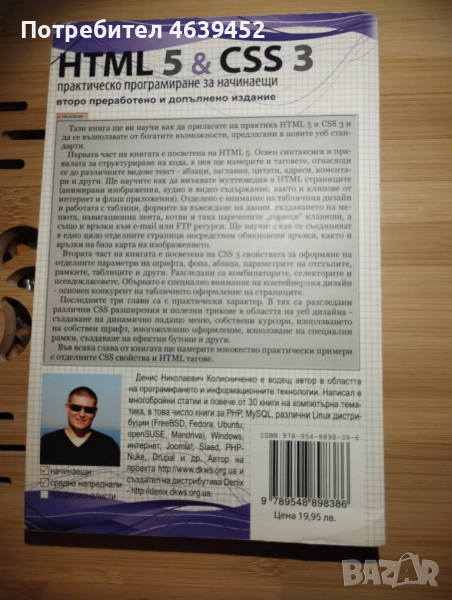 Потребител 4639452
HTML 5 & CSS 3
практическо програмиране за начинаещи
второ преработено и допълнено издание
Тази книга ще ви научи как да прилагате на практика HTML 5 и CSS 3 и
да се възползвате от богатите възможности, предлагани в новите уеб стан-
дарти.
Първата част на книгата е посветена на HTML 5. Освен синтаксиса и пра-
вилата за структуриране на кода, в нея ще намерите и таговете, отнасящи
се до различните видове текст - абзаци, заглавия, цитати, адреси, комента-
ри и други. Ще научите как да вмъквате мултимедия в HTML страниците
(анимирани изображения, аудио и видео съдържание, както и клипове от
интернет и флаш приложения). Отделено е внимание на табличния дизайн
и работата с таблици, формите за въвеждане на данни, създаването на ме-
нюта, навигационна лента, котви и така наречените „горещи" клавиши, а
също и връзки към e-mail или FTP ресурси. Ще научите как се съединяват
в едно цяло отделните страници посредством обикновени връзки, както и
връзки на база карта на изображението.
Втората част на книгата е посветена на CSS 3 свойствата за оформяне на
отделните параметри на шрифта, фона, абзаца, параметрите на отстъпите,
рамките, таблиците и други. Разгледани са комбинаторите, селекторите и
псевдокласовете. Обърнато е специално внимание на контейнерния дизайн
- основен конкурент на табличното оформление на страниците.
Последните три глави са с практически характер. В тях са разгледани
различни CSS разширения и полезни трикове в областта на уеб дизайна -
създаване на динамично падащо меню, собствени курсори, използването
на собствен шрифт, многоколонно оформление, използване на специални
рамки, създаването на ефектни бутони и други.
Във всяка глава от книгата ще намерите множество практически примери
с отделните CSS свойства и HTML тагове.
Денис Николаевич Колисниченко е водещ автор в областта
на програмирането и информационните технологии. Написал е
многобройни статии и повече от 30 книги на компютърна тема-
тика, в това число книги за PHP, MySQL, различни Linux дистри-
буции (FreeBSD, Fedora, Ubuntu,
openSUSE, Mandriva), Windows,
интернет, Joomla!, Slaed, PHP-
Nuke, Drupal и др. Автор на
проекта http://www.dkws.org.ua и
създател на дистрибутива Denix
- http://denix.dkws.org.ua.
начинаещи
средно напреднали
професионалисти
ISBN 978-954-8898-38-6
9 789548 898386
Цена 19,95 лв.
BAZAR